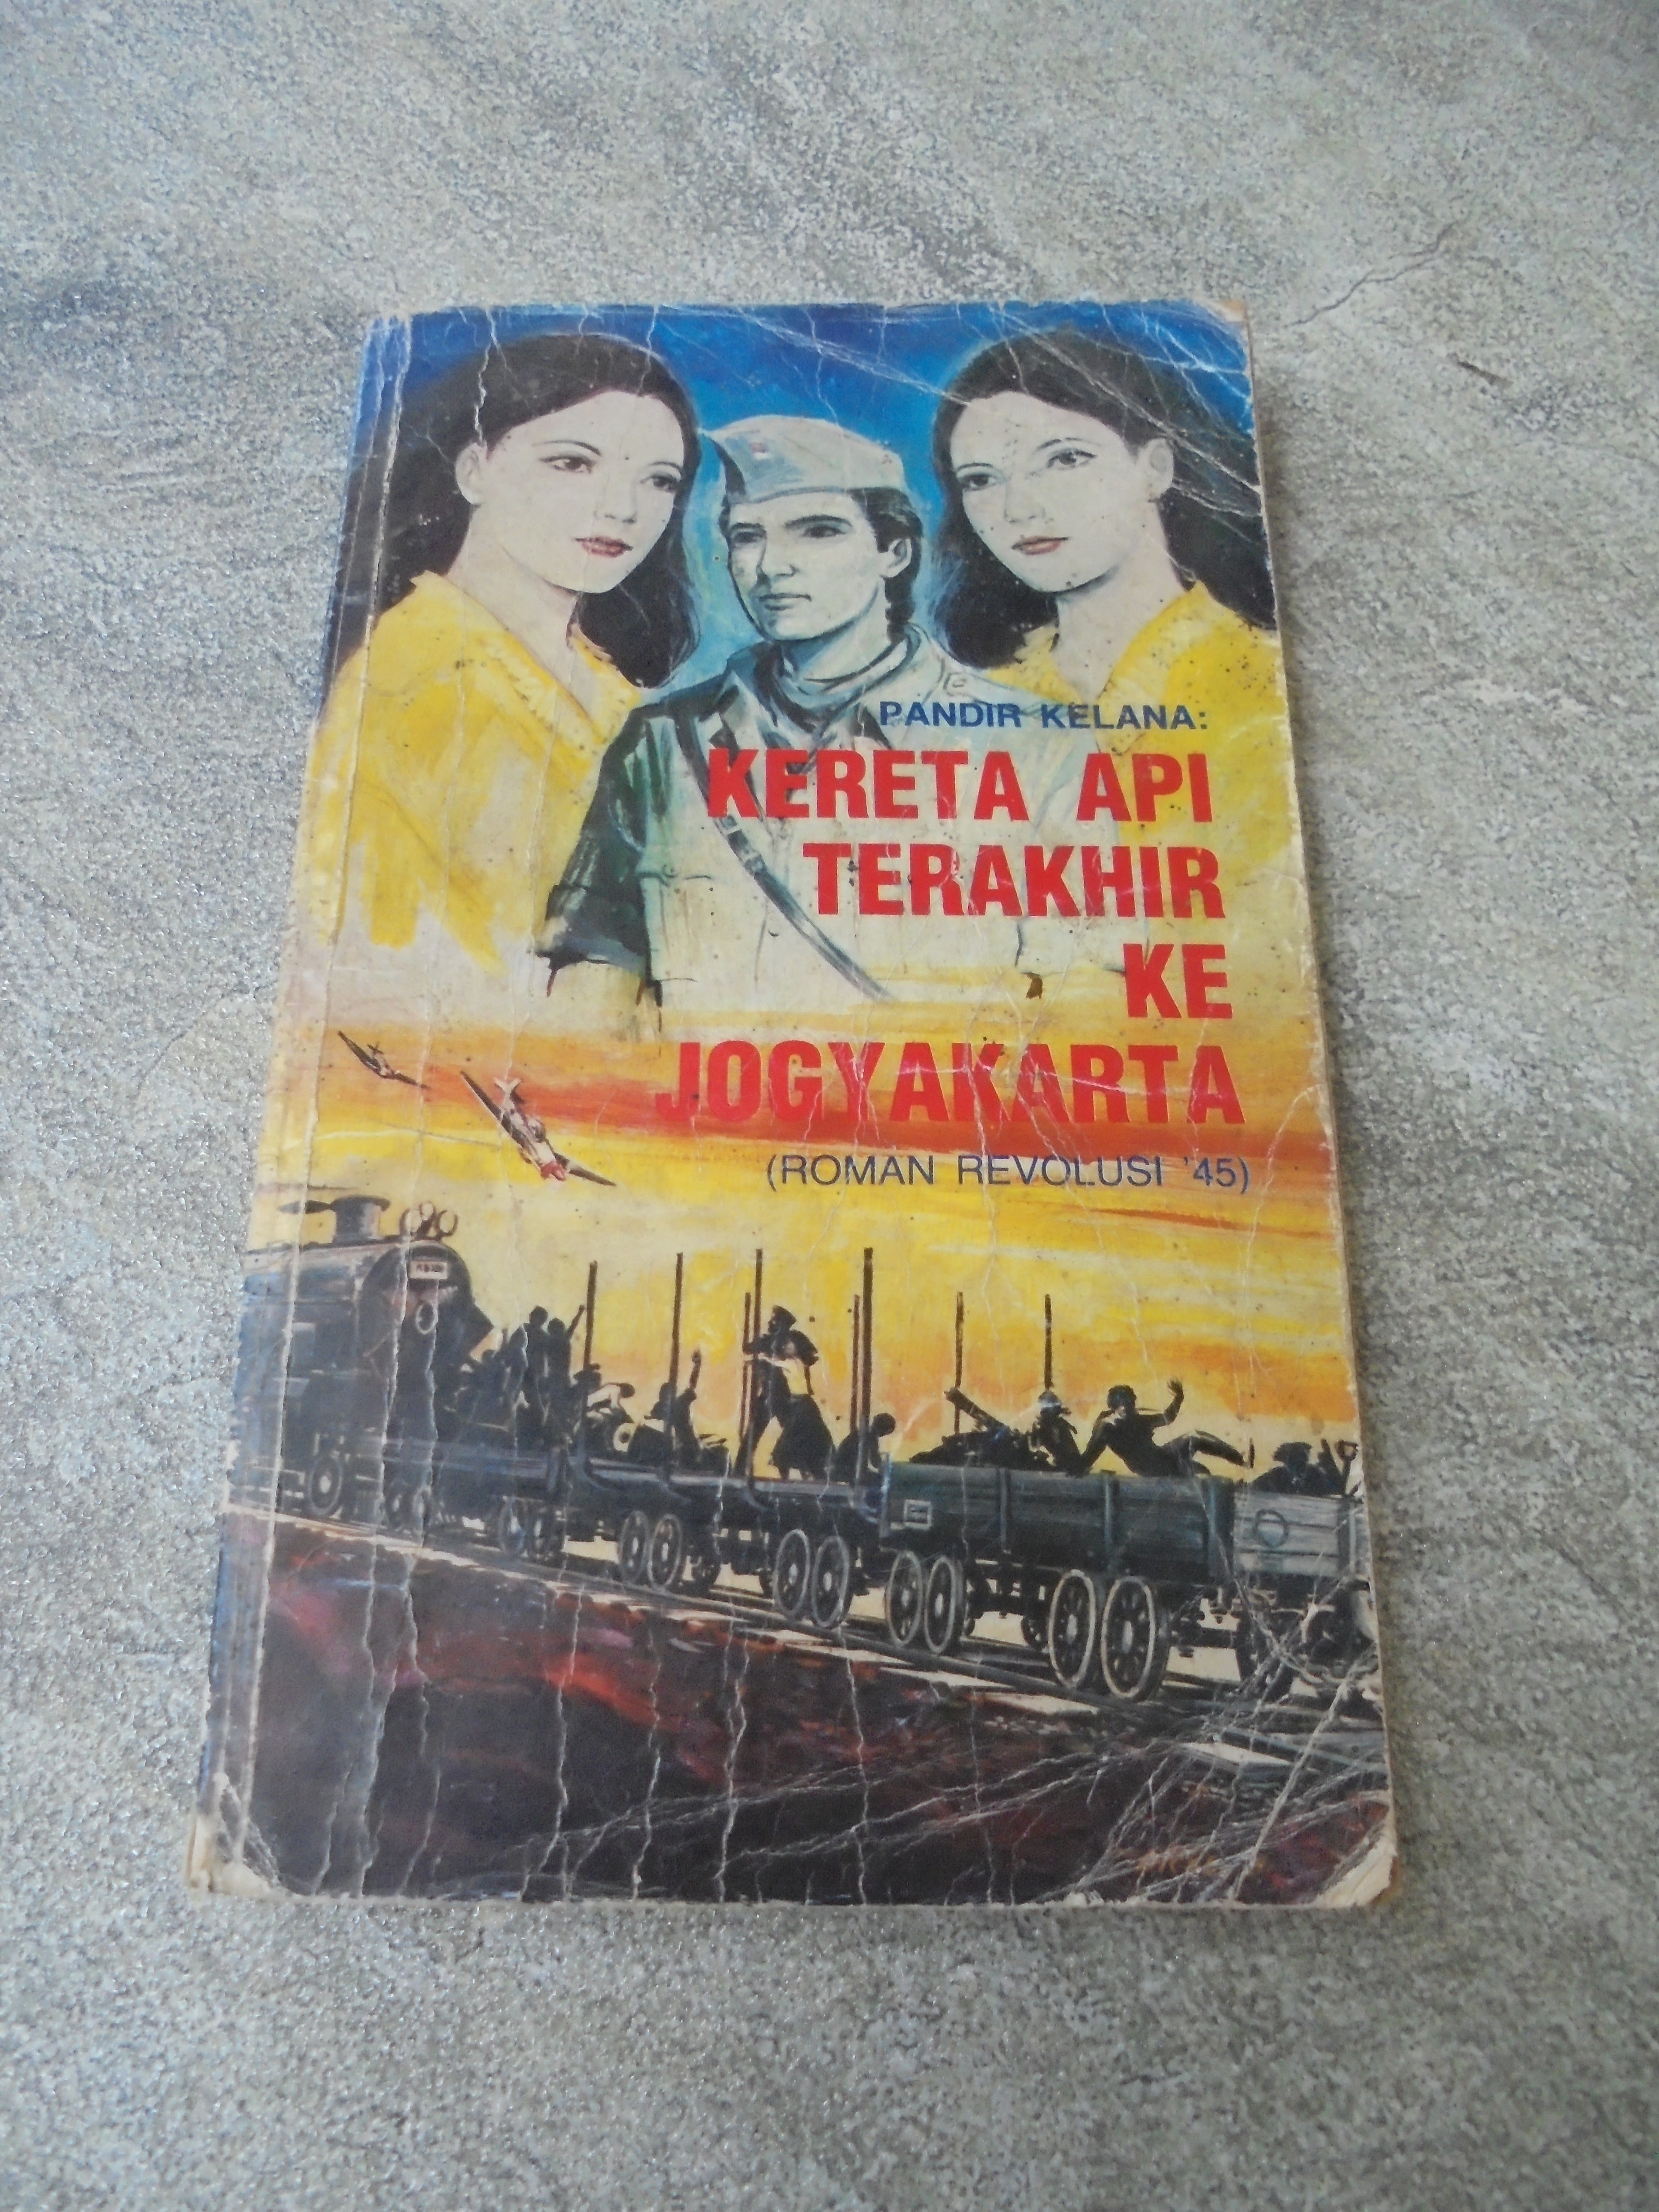 PANDIR KELANA:
KERETA API
TERAKHIR
KE
JOGYAKARTA
(ROMAN REVOLUSI '45)